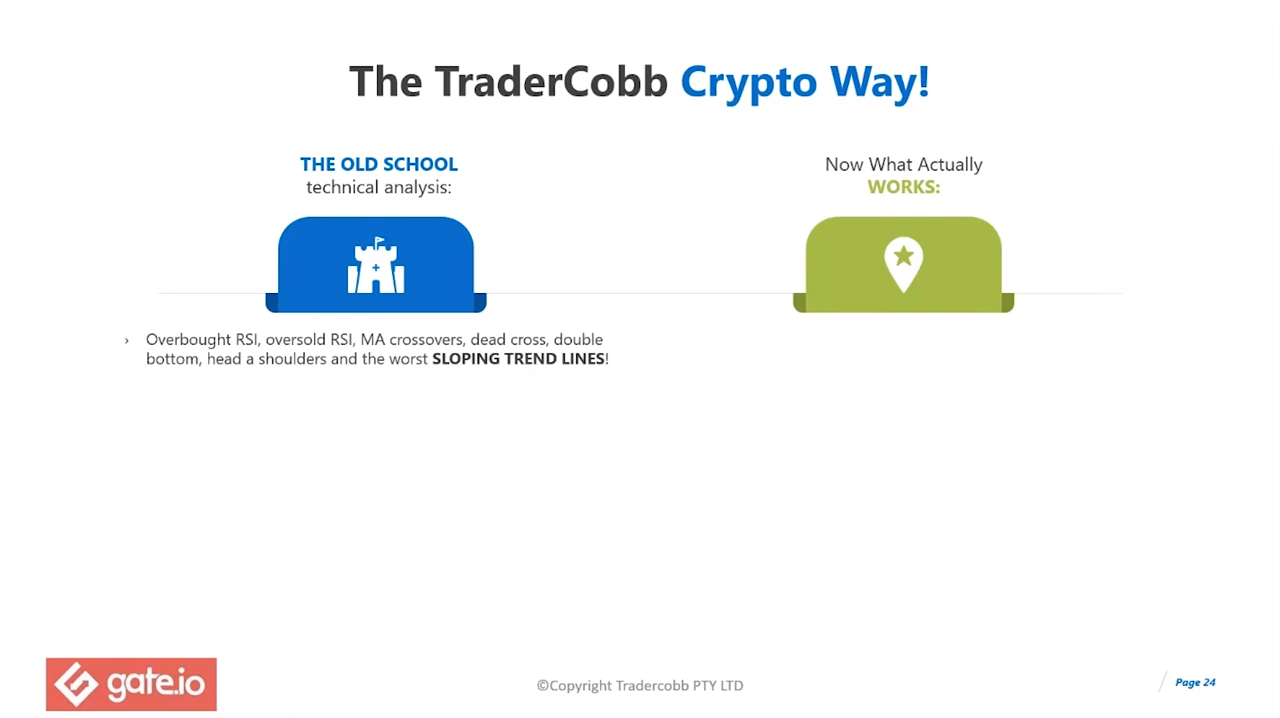 The TraderCobb Crypto Way!
THE OLD SCHOOL
technical analysis:
Now What Actually
WORKS:
› Overbought RSI, oversold RSI, MA crossovers, dead cross, double
bottom, head a shoulders and the worst SLOPING TREND LINES!
gate.io
©Copyright Tradercobb PTY LTD
Page 24